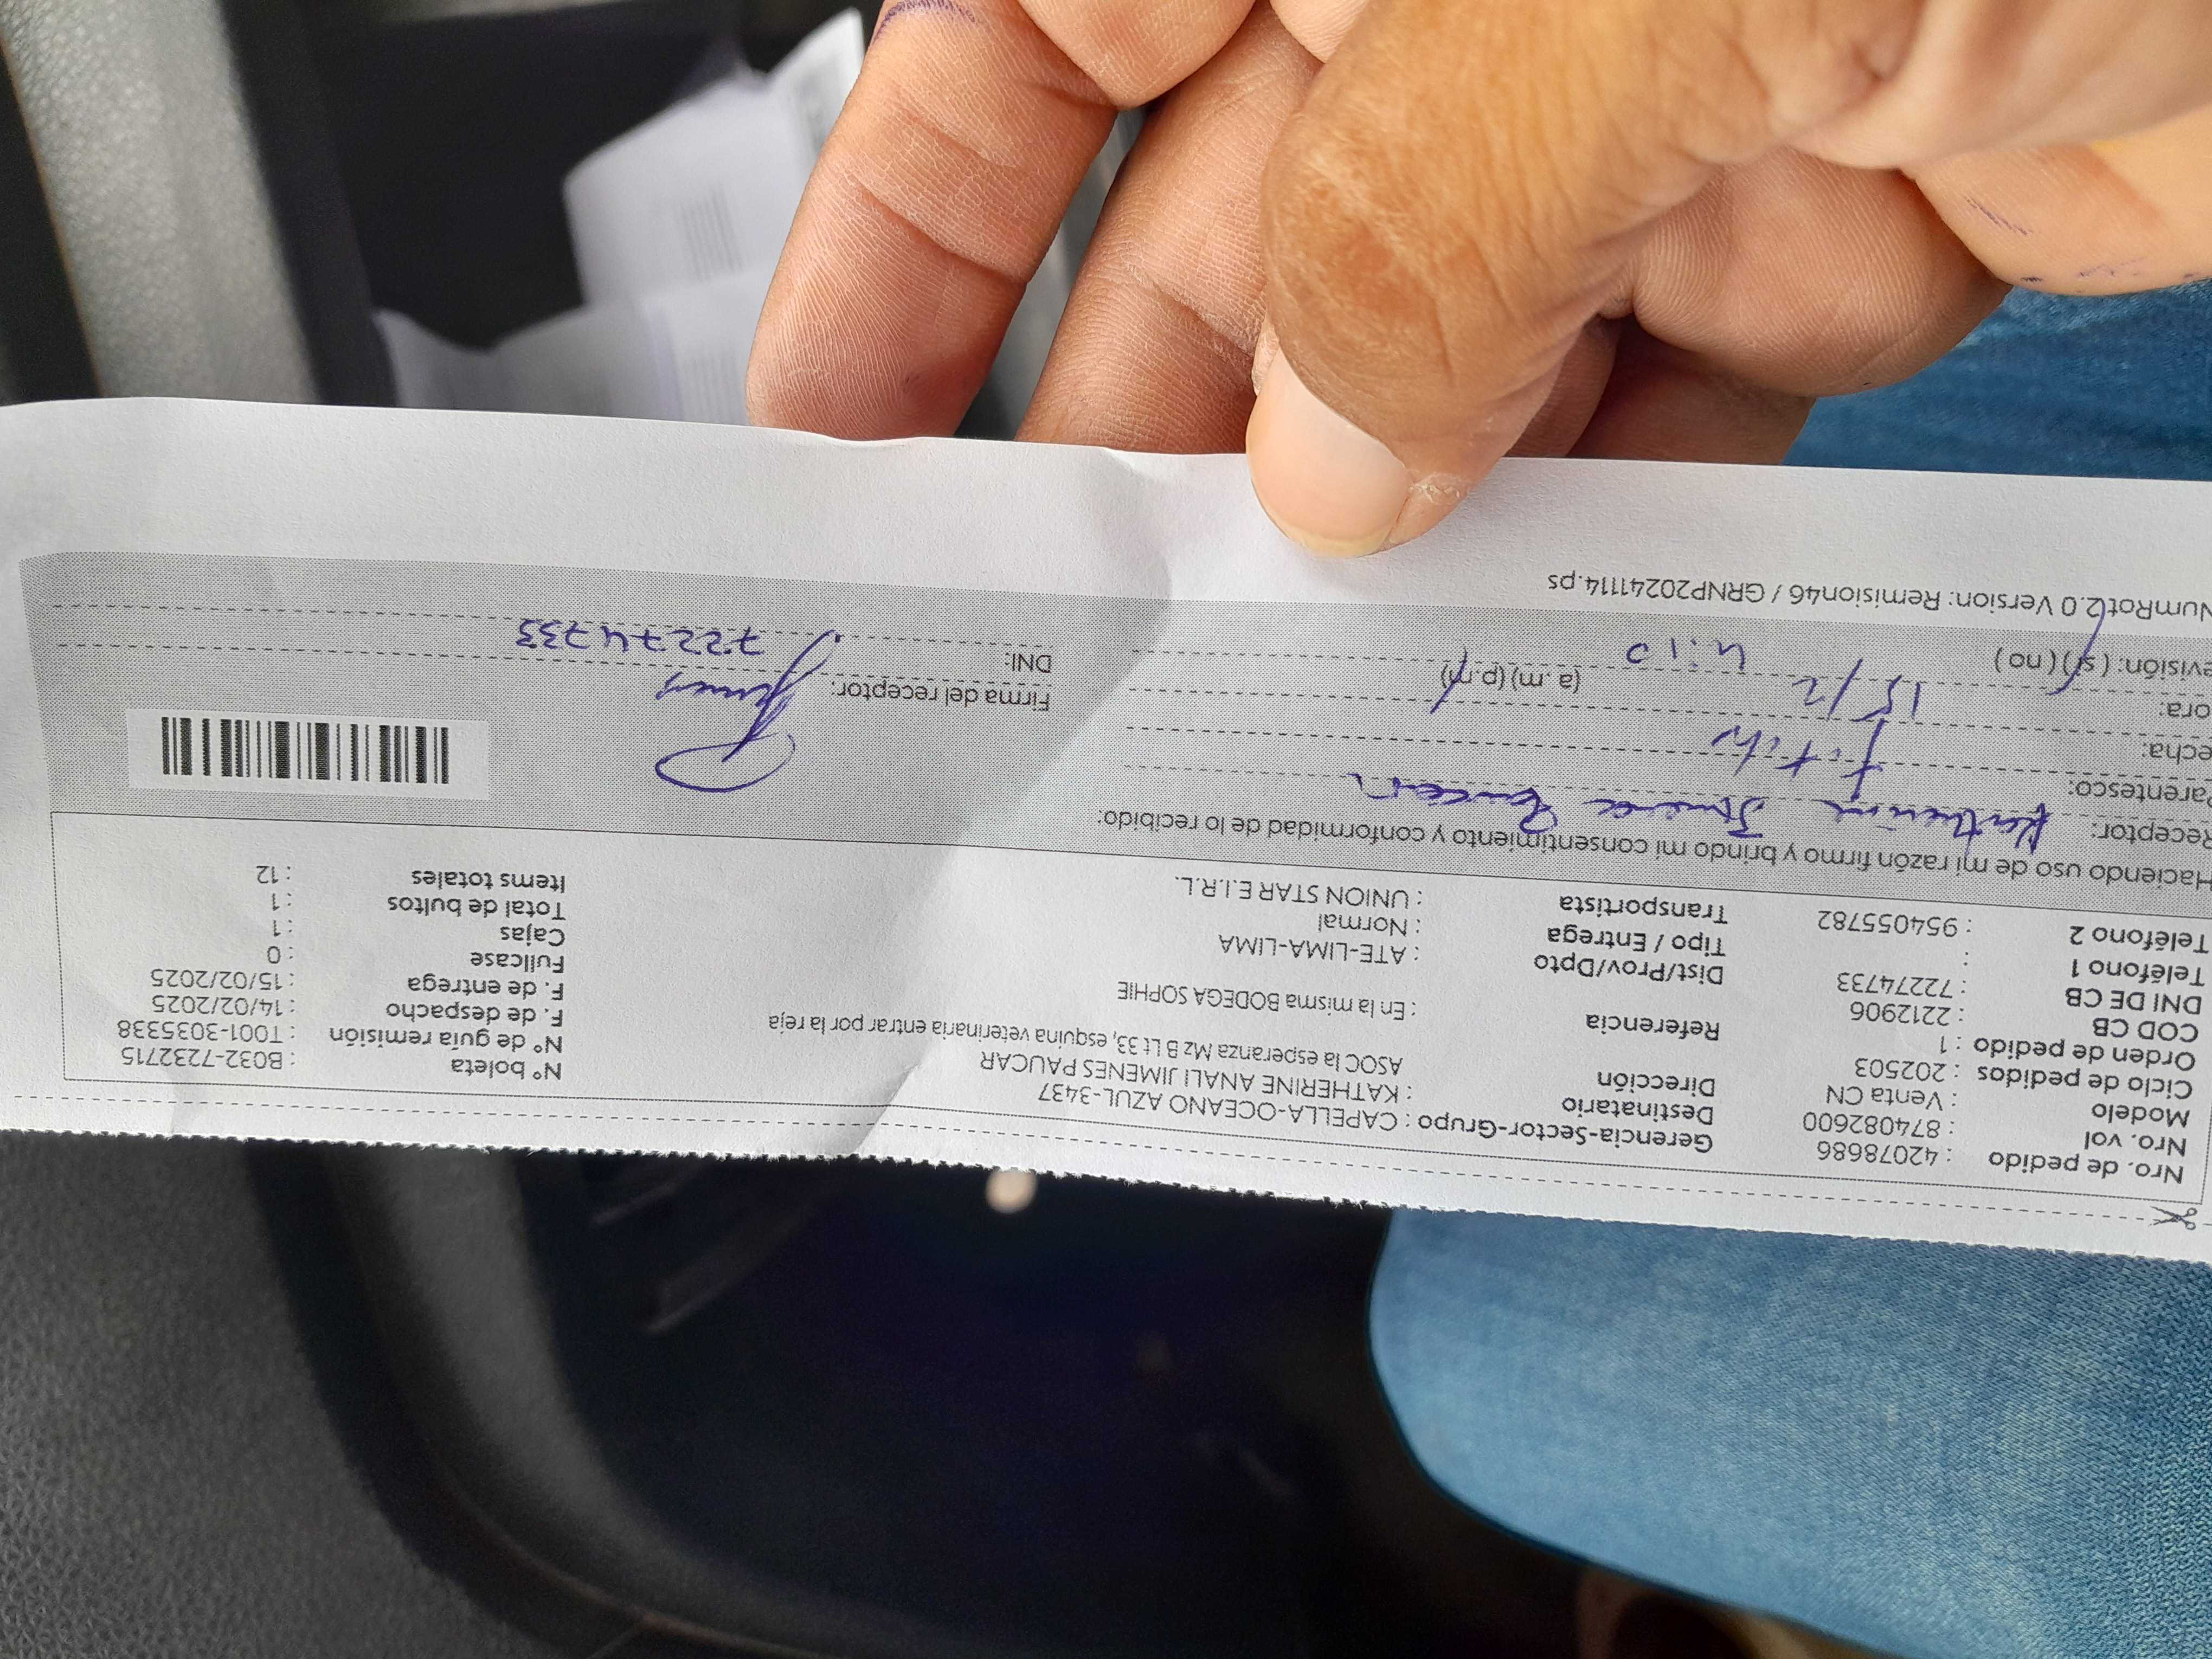 Nro. de pedido : 42078686
Nro. vol : 874082600
Modelo : Venta CN
Ciclo de pedidos : 202503
Orden de pedido : 1
COD CB : 2212906
DNI DE CB : 72274733
Teléfono 1 :
Teléfono 2 : 954055782
Gerencia-Sector-Grupo : CAPELLA-OCEANO AZUL-3437
Destinatario : KATHERINE ANALI JIMENES PAUCAR
Dirección ASOC la esperanza Mz B Lt 33, esquina veterinaria entrar por la reja
Referencia : En la misma BODEGA SOPHIE
Dist/Prov/Dpto : ATE-LIMA-LIMA
Tipo / Entrega : Normal
Transportista : UNION STAR E.I.R.L.
N° boleta : B032-7232715
N° de guía remisión : T001-3035338
F. de despacho : 14/02/2025
F. de entrega : 15/02/2025
Fullcase : 0
Cajas : 1
Total de bultos : 1
Items totales : 12
Haciendo uso de mi razón firmo y brindo mi consentimiento y conformidad de lo recibido:
Receptor:
Parentesco:
echa: 15/2
ora: 4:10 (a. m) (p.m)
evisión: ( si ) ( no )
Firma del receptor:
DNI: 72274733
NumRot2.0 Version: Remision46 / GRNP20241114.ps